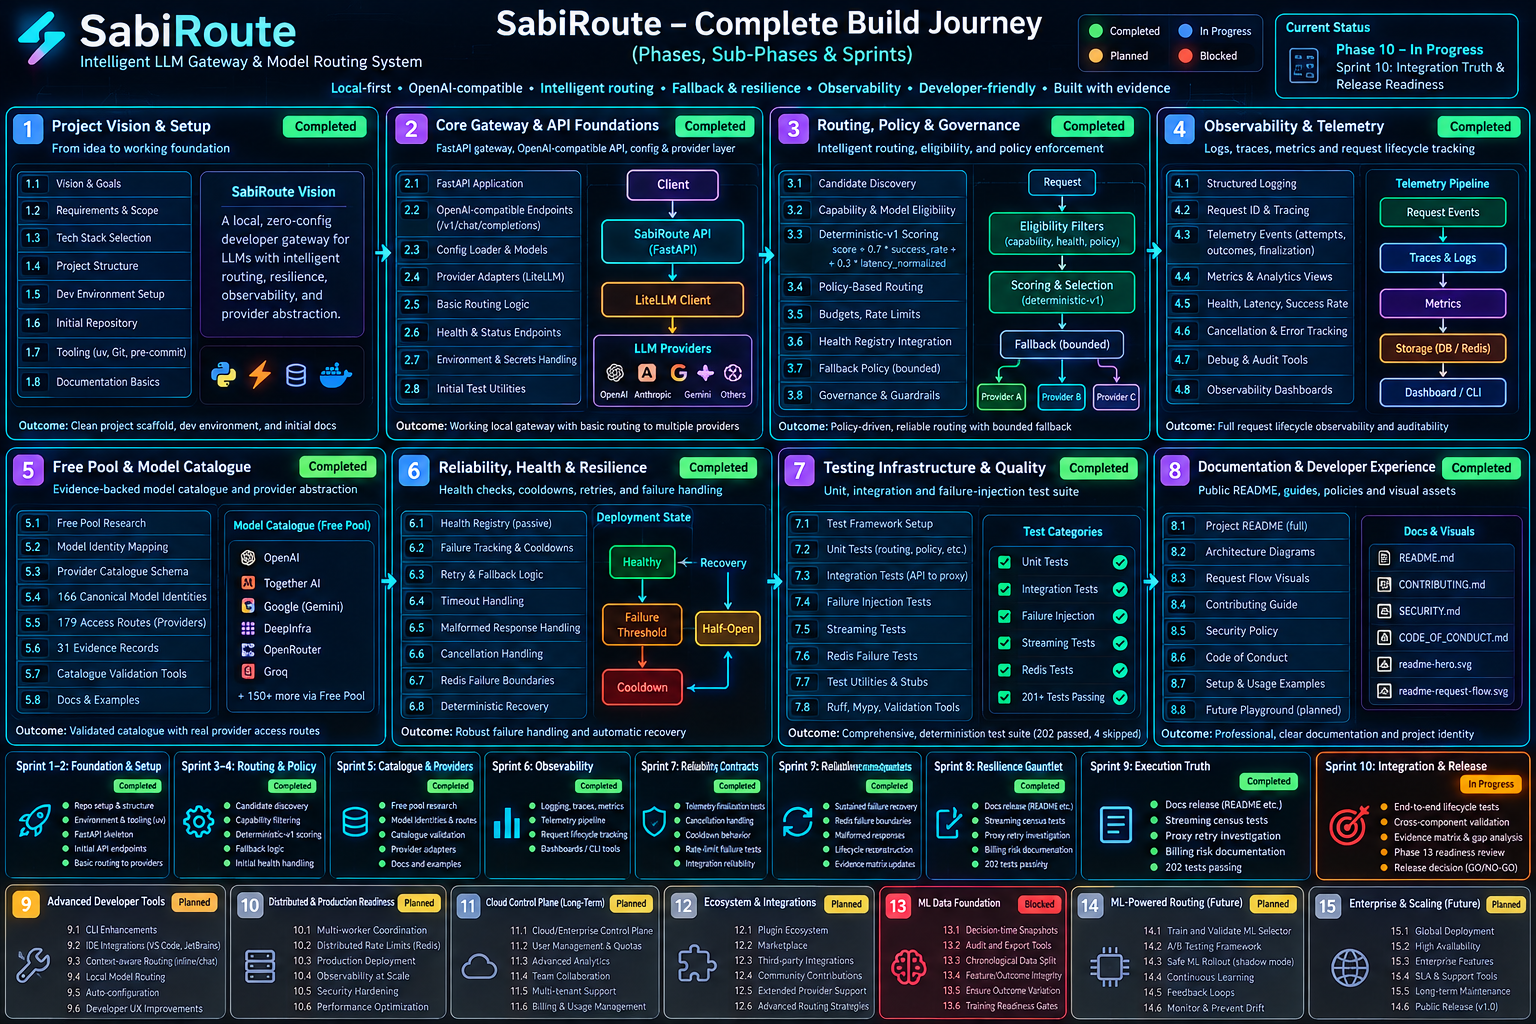 SabiRoute
Intelligent LLM Gateway & Model Routing System
SabiRoute – Complete Build Journey
(Phases, Sub-Phases & Sprints)
Completed
In Progress
Planned
Blocked
Current Status
Phase 10 – In Progress
Sprint 10: Integration Truth &
Release Readiness
Local-first • OpenAI-compatible • Intelligent routing • Fallback & resilience • Observability • Developer-friendly • Built with evidence
1 Project Vision & Setup Completed
From idea to working foundation
1.1 Vision & Goals
1.2 Requirements & Scope
1.3 Tech Stack Selection
1.4 Project Structure
1.5 Dev Environment Setup
1.6 Initial Repository
1.7 Tooling (uv, Git, pre-commit)
1.8 Documentation Basics
SabiRoute Vision
A local, zero-config
developer gateway for
LLMs with intelligent
routing, resilience,
observability, and
provider abstraction.
Outcome: Clean project scaffold, dev environment, and initial docs
2 Core Gateway & API Foundations Completed
FastAPI gateway, OpenAI-compatible API, config & provider layer
2.1 FastAPI Application
2.2 OpenAI-compatible Endpoints
(/v1/chat/completions)
2.3 Config Loader & Models
2.4 Provider Adapters (LiteLLM)
2.5 Basic Routing Logic
2.6 Health & Status Endpoints
2.7 Environment & Secrets Handling
2.8 Initial Test Utilities
Client
SabiRoute API
(FastAPI)
LiteLLM Client
LLM Providers
OpenAI Anthropic Gemini Others
Outcome: Working local gateway with basic routing to multiple providers
3 Routing, Policy & Governance Completed
Intelligent routing, eligibility, and policy enforcement
3.1 Candidate Discovery
3.2 Capability & Model Eligibility
3.3 Deterministic-v1 Scoring
score ÷ 0.7 * success_rate +
+ 0.3 * latency_normalized
3.4 Policy-Based Routing
3.5 Budgets, Rate Limits
3.6 Health Registry Integration
3.7 Fallback Policy (bounded)
3.8 Governance & Guardrails
Request
Eligibility Filters
(capability, health, policy)
Scoring & Selection
(deterministic-v1)
Fallback (bounded)
Provider A
Provider B
Provider C
Outcome: Policy-driven, reliable routing with bounded fallback
4 Observability & Telemetry Completed
Logs, traces, metrics and request lifecycle tracking
4.1 Structured Logging
4.2 Request ID & Tracing
4.3 Telemetry Events (attempts,
outcomes, finalization)
4.4 Metrics & Analytics Views
4.5 Health, Latency, Success Rate
4.6 Cancellation & Error Tracking
4.7 Debug & Audit Tools
4.8 Observability Dashboards
Telemetry Pipeline
Request Events
Traces & Logs
Metrics
Storage (DB / Redis)
Dashboard / CLI
Outcome: Full request lifecycle observability and auditability
5 Free Pool & Model Catalogue Completed
Evidence-backed model catalogue and provider abstraction
5.1 Free Pool Research
5.2 Model Identity Mapping
5.3 Provider Catalogue Schema
5.4 166 Canonical Model Identities
5.5 179 Access Routes (Providers)
5.6 31 Evidence Records
5.7 Catalogue Validation Tools
5.8 Docs & Examples
Model Catalogue (Free Pool)
OpenAI
Together AI
Google (Gemini)
DeepInfra
OpenRouter
Groq
+ 150+ more via Free Pool
Outcome: Validated catalogue with real provider access routes
6 Reliability, Health & Resilience Completed
Health checks, cooldowns, retries, and failure handling
6.1 Health Registry (passive)
6.2 Failure Tracking & Cooldowns
6.3 Retry & Fallback Logic
6.4 Timeout Handling
6.5 Malformed Response Handling
6.6 Cancellation Handling
6.7 Redis Failure Boundaries
6.8 Deterministic Recovery
Deployment State
Healthy
Recovery
Failure
Threshold
Half-Open
Cooldown
Outcome: Robust failure handling and automatic recovery
7 Testing Infrastructure & Quality Completed
Unit, integration and failure-injection test suite
7.1 Test Framework Setup
7.2 Unit Tests (routing, policy, etc.)
7.3 Integration Tests (API to proxy)
7.4 Failure Injection Tests
7.5 Streaming Tests
7.6 Redis Failure Tests
7.7 Test Utilities & Stubs
7.8 Ruff, Mypy, Validation Tools
Test Categories
Unit Tests
Integration Tests
Failure Injection
Streaming Tests
Redis Tests
201+ Tests Passing
Outcome: Comprehensive, determinististion test suite (202 passed, 4 skipped)
8 Documentation & Developer Experience Completed
Public README, guides, policies and visual assets
8.1 Project README (full)
8.2 Architecture Diagrams
8.3 Request Flow Visuals
8.4 Contributing Guide
8.5 Security Policy
8.6 Code of Conduct
8.7 Setup & Usage Examples
8.8 Future Playground (planned)
Docs & Visuals
README.md
CONTRIBUTING.md
SECURITY.md
CODE_OF_CONDUCT.md
readme-hero.svg
readme-request-flow.svg
Outcome: Professional, clear documentation and project identity
Sprint 1–2: Foundation & Setup
Completed
Repo setup & structure
Environment & tooling (uv)
FastAPI skeleton
Initial API endpoints
Basic routing to providers
Sprint 3–4: Routing & Policy
Completed
Candidate discovery
Capability filtering
Deterministic-v1 scoring
Fallback logic
Initial health handling
Sprint 5: Catalogue & Providers
Completed
Free pool research
Model identities & routes
Catalogue validation
Provider adapters
Docs and examples
Sprint 6: Obsevability
Completed
Logging, traces, metrics
Telemetry pipeline
Request lifecycle tracking
Dashboards / CLI tools
Sprint 7: Reliability Contracts
Completed
Telemetry finalization tests
Cancellation handling
Cooldown behavior
Rate-limit failure tests
Integration reliability
Sprint 7:
Completed
Sustained failure recovery
Redis failure boundaries
Malformed responses
Lifecycle reconstruction
Evidence matrix updates
Sprint 8: Resilience Gauntlet
Completed
Docs release (README etc.)
Streaming census tests
Proxy retry investigation
Billing risk documentation
202 tests passirty
Sprint 9: Execution Truth
Completed
Docs release (README etc.)
Streaming census tests
Proxy retry investigation
Billing risk documentation
202 tests passing
Sprint 10: Integration & Release
In Progress
End-to-end lifecycle tests
Cross-component validation
Evidence matrix & gap analysis
Phase 13 readiness review
Release decision (GO/NO-GO)
9 Advanced Developer Tools Planned
9.1 CLI Enhancements
9.2 IDE Integrations (VS Code, JetBrains)
9.3 Context-aware Routing (inline/chat)
9.4 Local Model Routing
9.5 Auto-configuration
9.6 Developer UX Improvements
10 Distributed & Production Readiness Planned
10.1 Multi-worker Coordination
10.2 Distributed Rate Limits (Redis)
10.3 Production Deployment
10.4 Observability at Scale
10.5 Security Hardening
10.6 Performance Optimization
11 Cloud Control Plane (Long-Term) Planned
11.1 Cloud/Enterprise Control Plane
11.2 User Management & Quotas
11.3 Advanced Analytics
11.4 Team Collaboration
11.5 Multi-tenant Support
11.6 Billing & Usage Management
12 Ecosystem & Integrations Planned
12.1 Plugin Ecosystem
12.2 Marketplace
12.3 Third-party Integrations
12.4 Community Contributions
12.5 Extended Provider Support
12.6 Advanced Routing Strategies
13 ML Data Foundation Blocked
13.1 Decision-time Snapshots
13.2 Audit and Export Tools
13.3 Chronological Data Split
13.4 Feature/Outcome Integrity
13.5 Ensure Outcome Variation
13.6 Training Readiness Gates
14 ML-Powered Routing (Future) Planned
14.1 Train and Validate ML Selector
14.2 A/B Testing Framework
14.3 Safe ML Rollout (shadow mode)
14.4 Continuous Learning
14.5 Feedback Loops
14.6 Monitor & Prevent Drift
15 Enterprise & Scaling (Future) Planned
15.1 Global Deployment
15.2 High Availability
15.3 Enterprise Features
15.4 SLA & Support Tools
15.5 Long-term Maintenance
14.6 Public Release (v1.0)